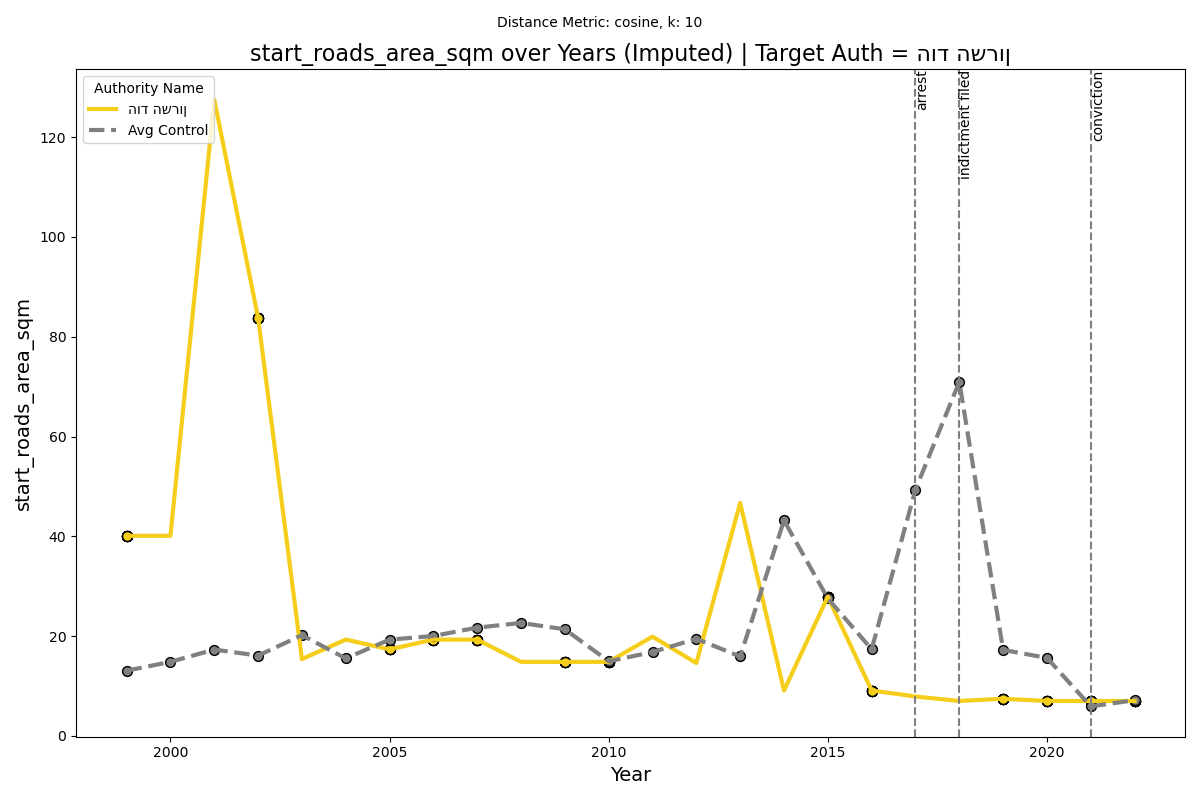 Distance Metric: cosine, k: 10
start_roads_area_sqm over Years (Imputed) | Target Auth = הוד השרון
Authority Name
הוד השרון
Avg Control
arrest
indictment filed
conviction
start_roads_area_sqm
120
100
80
60
40
20
0
2000
2005
2010
2015
2020
Year